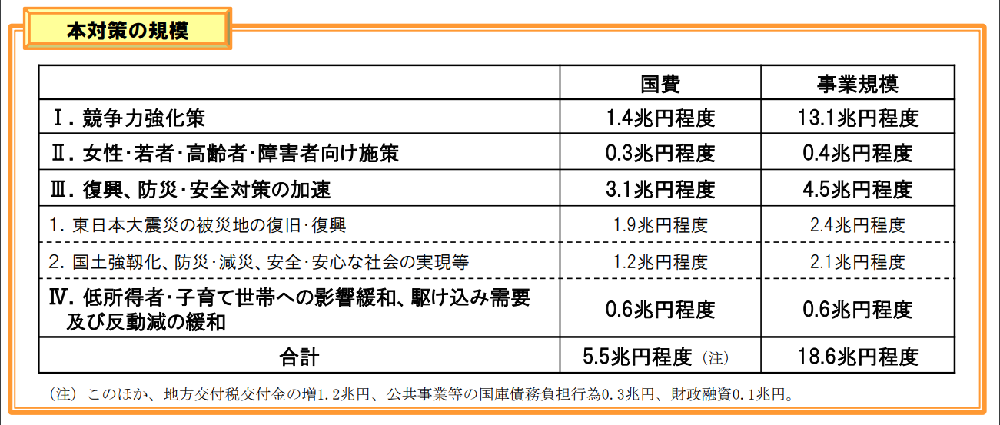 本対策の規模
国費 事業規模
Ⅰ. 競争力強化策 1.4兆円程度 13.1兆円程度
Ⅱ. 女性・若者・高齢者・障害者向け施策 0.3兆円程度 0.4兆円程度
Ⅲ. 復興、防災・安全対策の加速 3.1兆円程度 4.5兆円程度
1. 東日本大震災の被災地の復旧・復興 1.9兆円程度 2.4兆円程度
2. 国土強靱化、防災・減災、安全・安心な社会の実現等 1.2兆円程度 2.1兆円程度
Ⅳ. 低所得者・子育て世帯への影響緩和、駆け込み需要
及び反動減の緩和 0.6兆円程度 0.6兆円程度
合計 5.5兆円程度（注） 18.6兆円程度
（注）このほか、地方交付税交付金の増1.2兆円、公共事業等の国庫債務負担行為0.3兆円、財政融資0.1兆円。